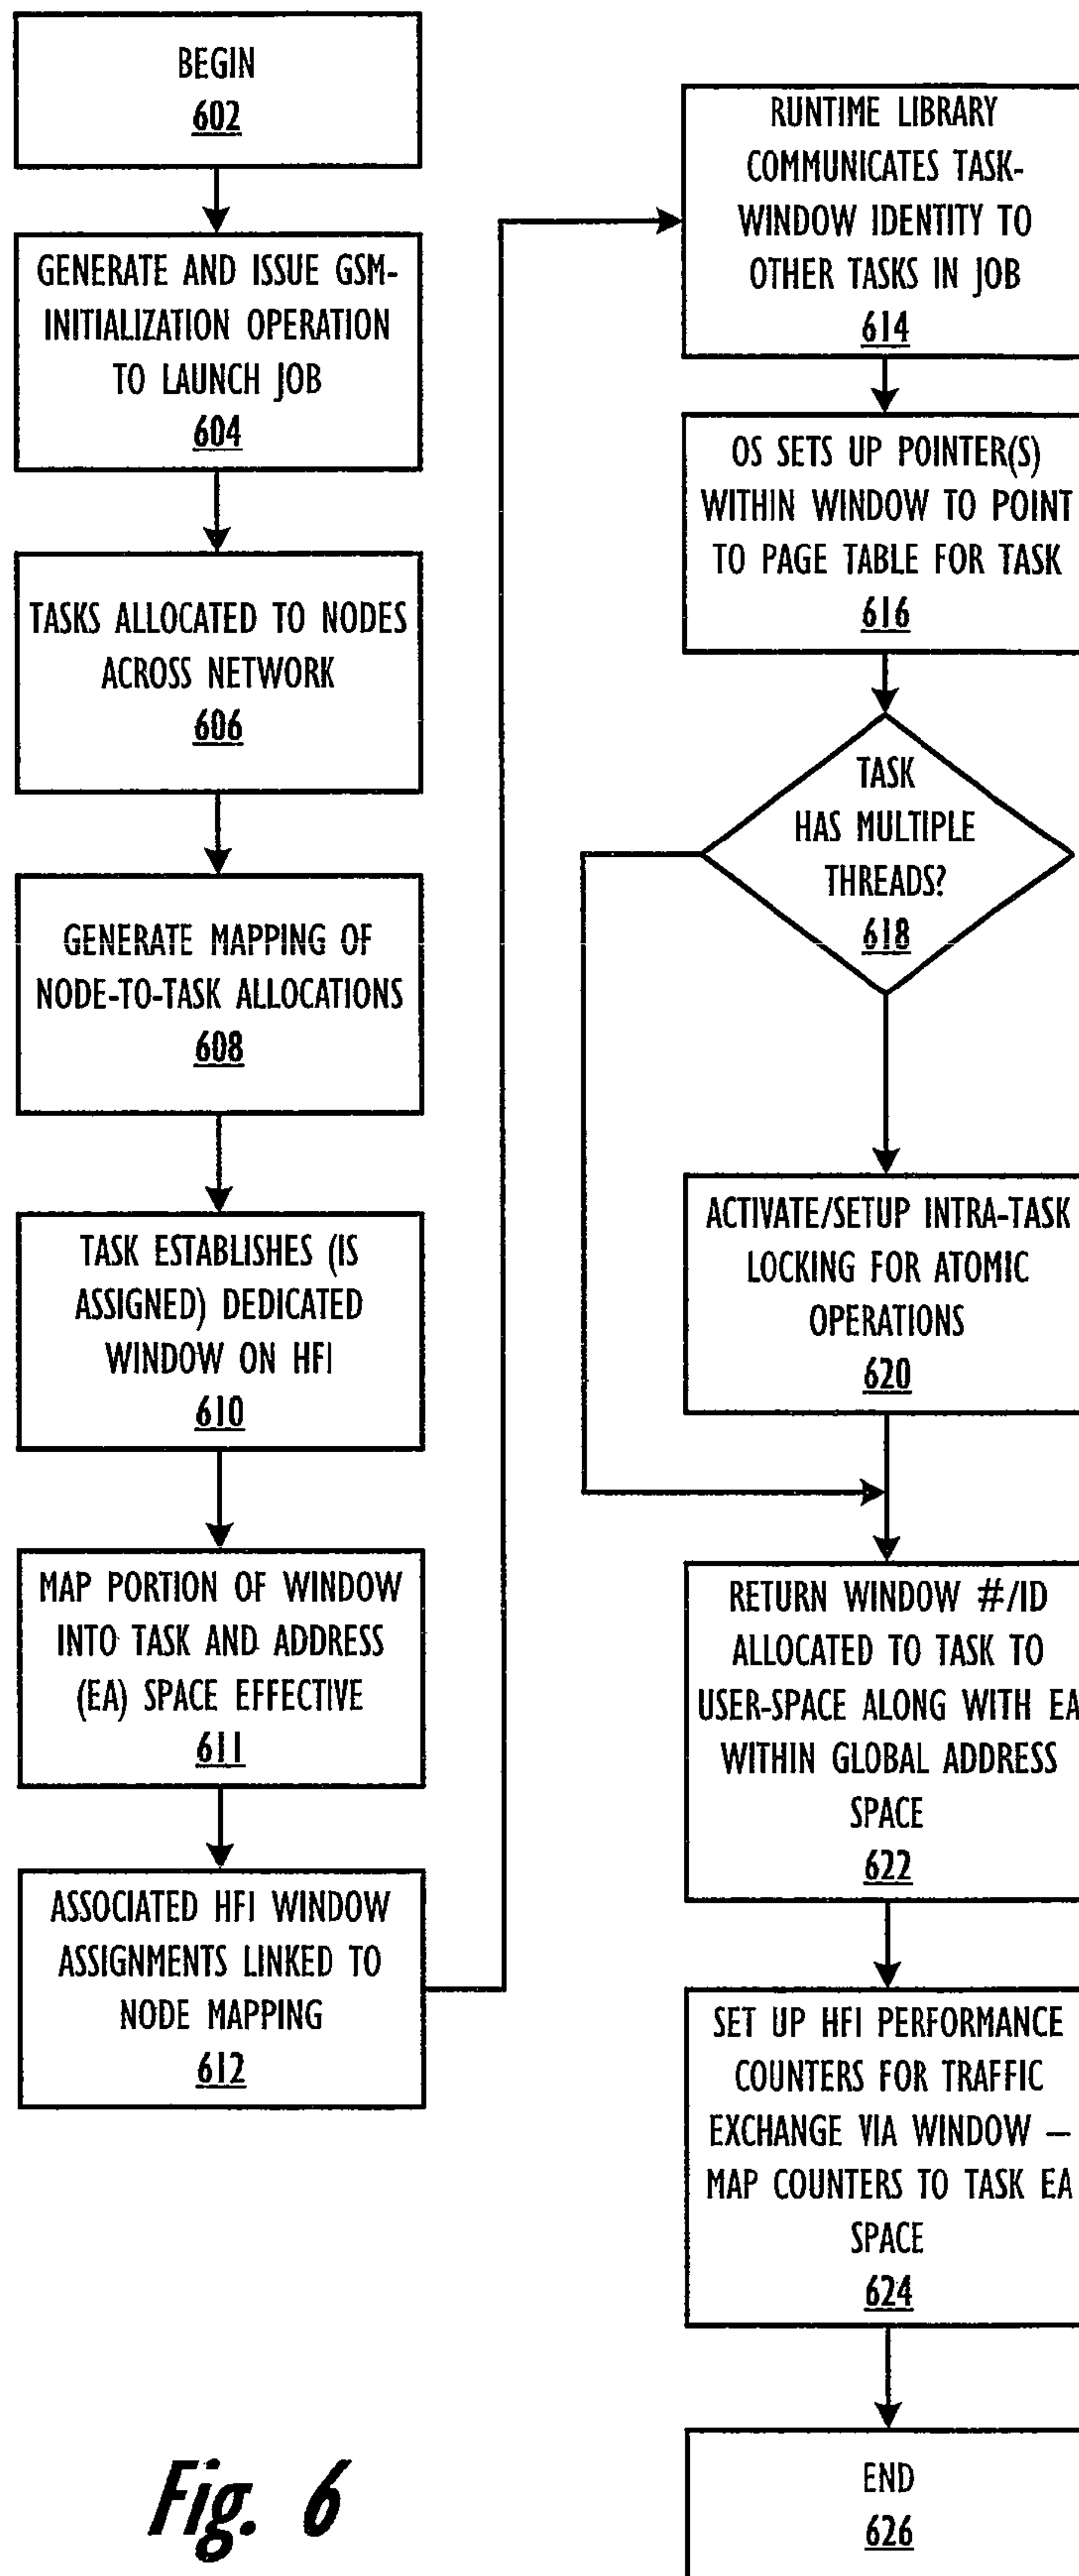 BEGIN
602
GENERATE AND ISSUE GSM-
INITIALIZATION OPERATION
TO LAUNCH JOB
604
TASKS ALLOCATED TO NODES
ACROSS NETWORK
606
GENERATE MAPPING OF
NODE-TO-TASK ALLOCATIONS
608
TASK ESTABLISHES (IS
ASSIGNED) DEDICATED
WINDOW ON HFI
610
MAP PORTION OF WINDOW
INTO TASK AND ADDRESS
(EA) SPACE EFFECTIVE
611
ASSOCIATED HFI WINDOW
ASSIGNMENTS LINKED TO
NODE MAPPING
612
RUNTIME LIBRARY
COMMUNICATES TASK-
WINDOW IDENTITY TO
OTHER TASKS IN JOB
614
OS SETS UP POINTER(S)
WITHIN WINDOW TO POINT
TO PAGE TABLE FOR TASK
616
TASK
HAS MULTIPLE
THREADS?
618
ACTIVATE/SETUP INTRA-TASK
LOCKING FOR ATOMIC
OPERATIONS
620
RETURN WINDOW #/ID
ALLOCATED TO TASK TO
USER-SPACE ALONG WITH EA
WITHIN GLOBAL ADDRESS
SPACE
622
SET UP HFI PERFORMANCE
COUNTERS FOR TRAFFIC
EXCHANGE VIA WINDOW –
MAP COUNTERS TO TASK EA
SPACE
624
END
626
Fig. 6